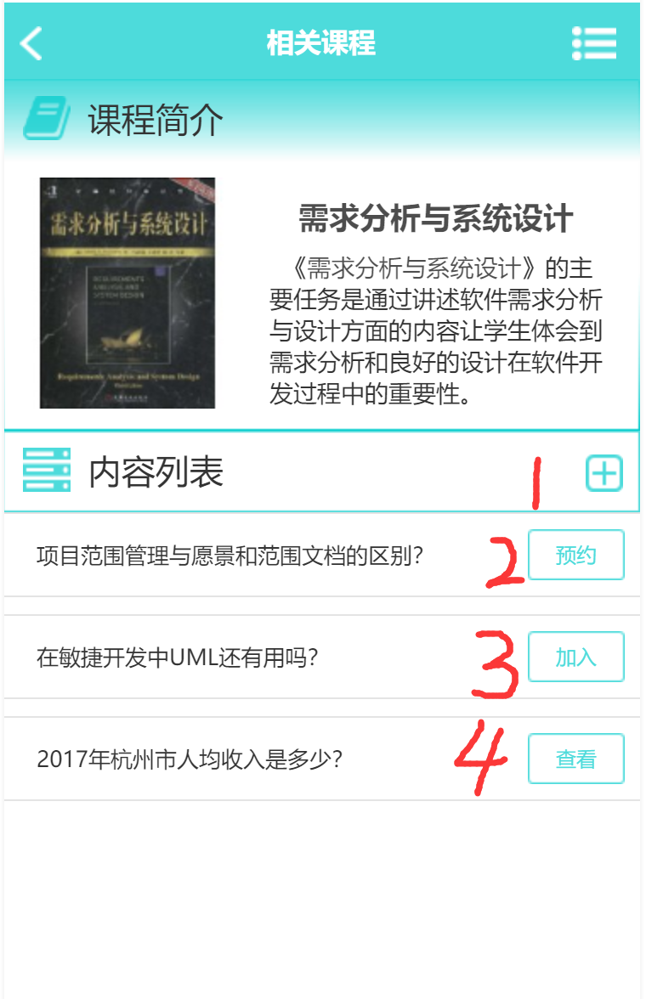 相关课程
课程简介
需求分析与系统设计
REQUIREMENTS
ANALYSIS AND
SYSTEM DESIGN
Requirements Analysis and System Design
需求分析与系统设计
《需求分析与系统设计》的主
要任务是通过讲述软件需求分析
与设计方面的内容让学生体会到
需求分析和良好的设计在软件开
发过程中的重要性。
内容列表
1
项目范围管理与愿景和范围文档的区别?
2
预约
在敏捷开发中UML还有用吗?
3
加入
2017年杭州市人均收入是多少?
4
查看